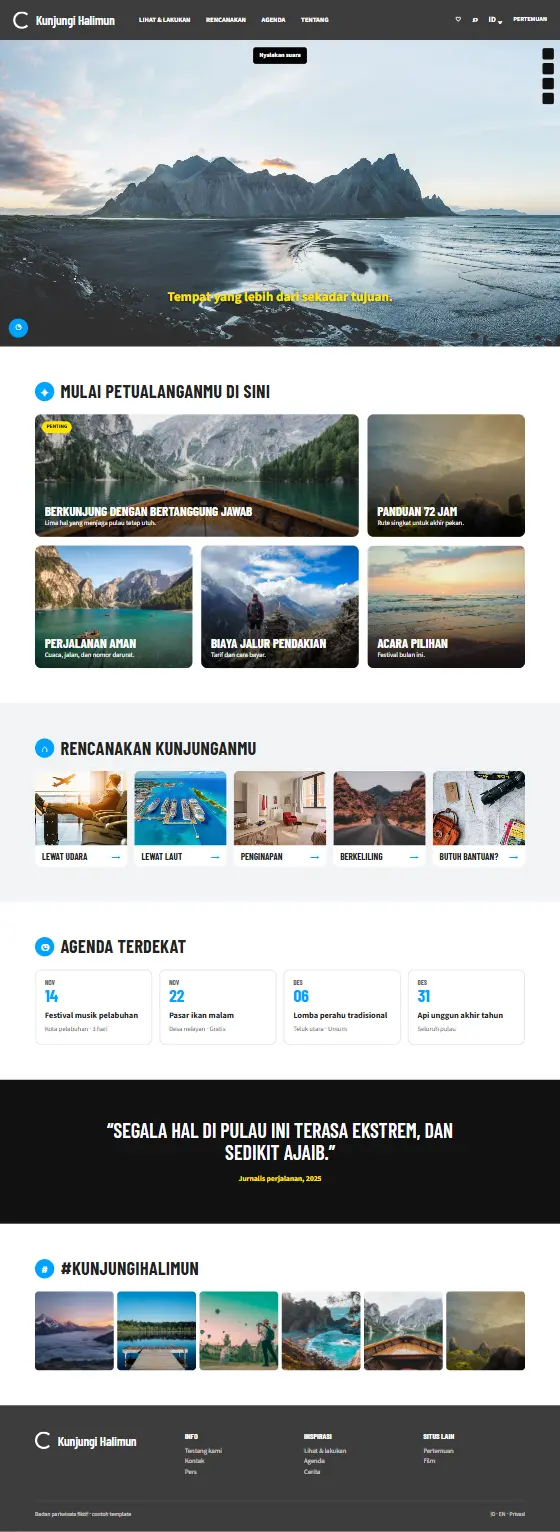 Kunjungi Halimun
LIHAT & LAKUKAN
RENCANAKAN
AGENDA
TENTANG
ID
PERTEMUAN
Nyalakan suara
Tempat yang lebih dari sekadar tujuan.
MULAI PETUALANGANMU DI SINI
PENTING
BERKUNJUNG DENGAN BERTANGGUNG JAWAB
Lima hal yang menjaga pulau tetap utuh.
PANDUAN 72 JAM
Rute singkat untuk akhir pekan.
PERJALANAN AMAN
Cuaca, jalan, dan nomor darurat.
BIAYA JALUR PENDAKIAN
Tarif dan cara bayar.
ACARA PILIHAN
Festival bulan ini.
RENCANAKAN KUNJUNGANMU
LEWAT UDARA →
LEWAT LAUT →
PENGINAPAN →
BERKELILING →
BUTUH BANTUAN? →
AGENDA TERDEKAT
NOV
14
Festival musik pelabuhan
Kota pelabuhan · 3 hari
NOV
22
Pasar ikan malam
Desa nelayan · Gratis
DES
06
Lomba perahu tradisional
Teluk utara · Umum
DES
31
Api unggun akhir tahun
Seluruh pulau
“SEGALA HAL DI PULAU INI TERASA EKSTREM, DAN
SEDIKIT AJAIB.”
Jurnalis perjalanan, 2025
# #KUNJUNGIHALIMUN
Kunjungi Halimun
INFO
Tentang kami
Kontak
Pers
INSPIRASI
Lihat & lakukan
Agenda
Cerita
SITUS LAIN
Pertemuan
Film
Badan pariwisata fiktif · contoh template
ID · EN · Privasi